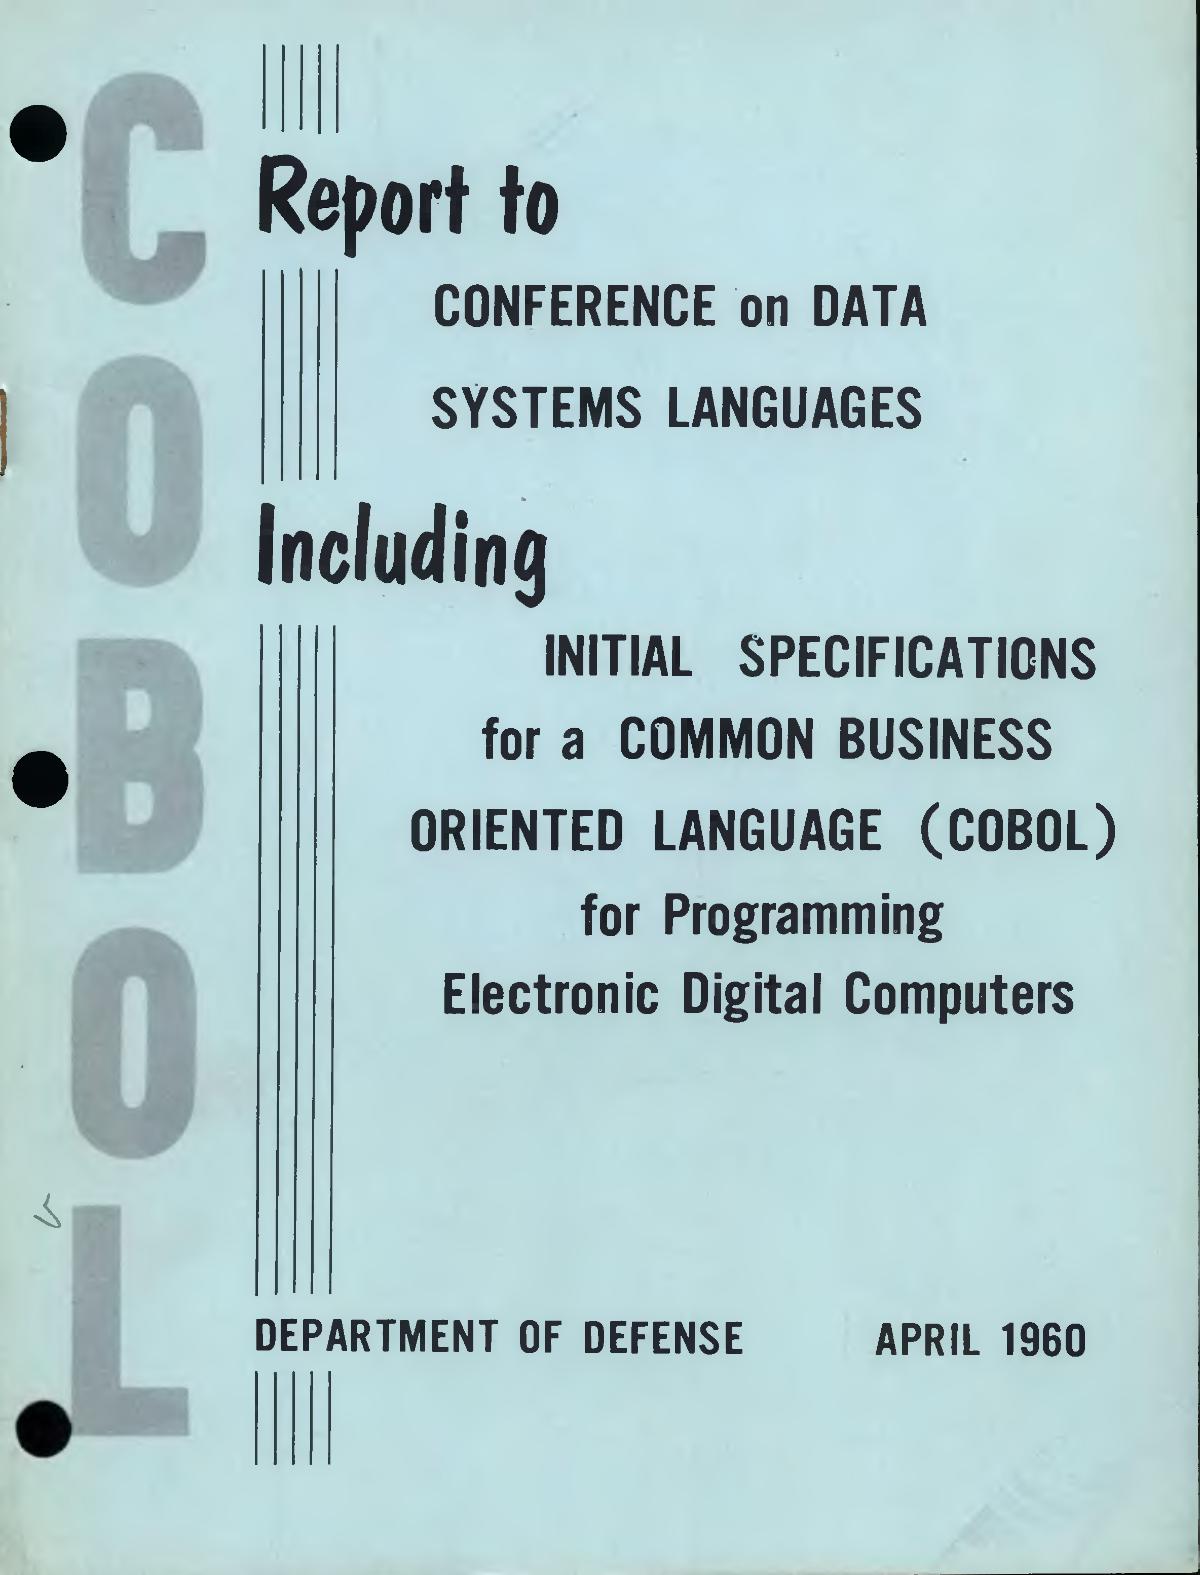 COBOL
Report to
CONFERENCE on DATA
SYSTEMS LANGUAGES
Including
INITIAL SPECIFICATIONS
for a COMMON BUSINESS
ORIENTED LANGUAGE (COBOL)
for Programming
Electronic Digital Computers
DEPARTMENT OF DEFENSE APRIL 1960